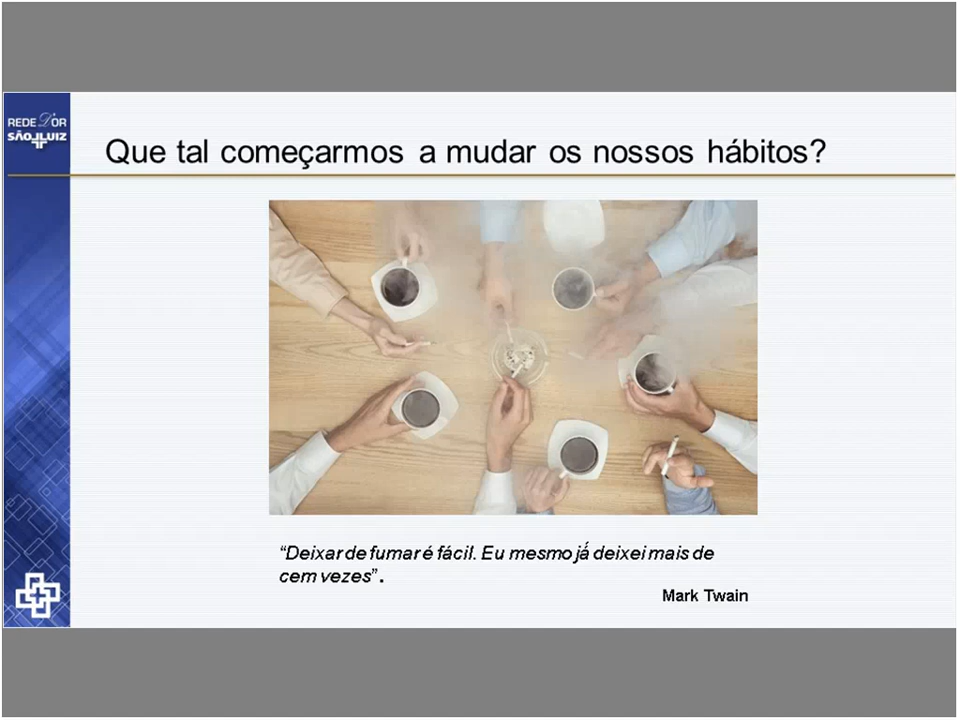 REDE D'OR
SÃO LUIZ
Que tal começarmos a mudar os nossos hábitos?
“Deixar de fumar é fácil. Eu mesmo já deixei mais de
cem vezes”.
Mark Twain